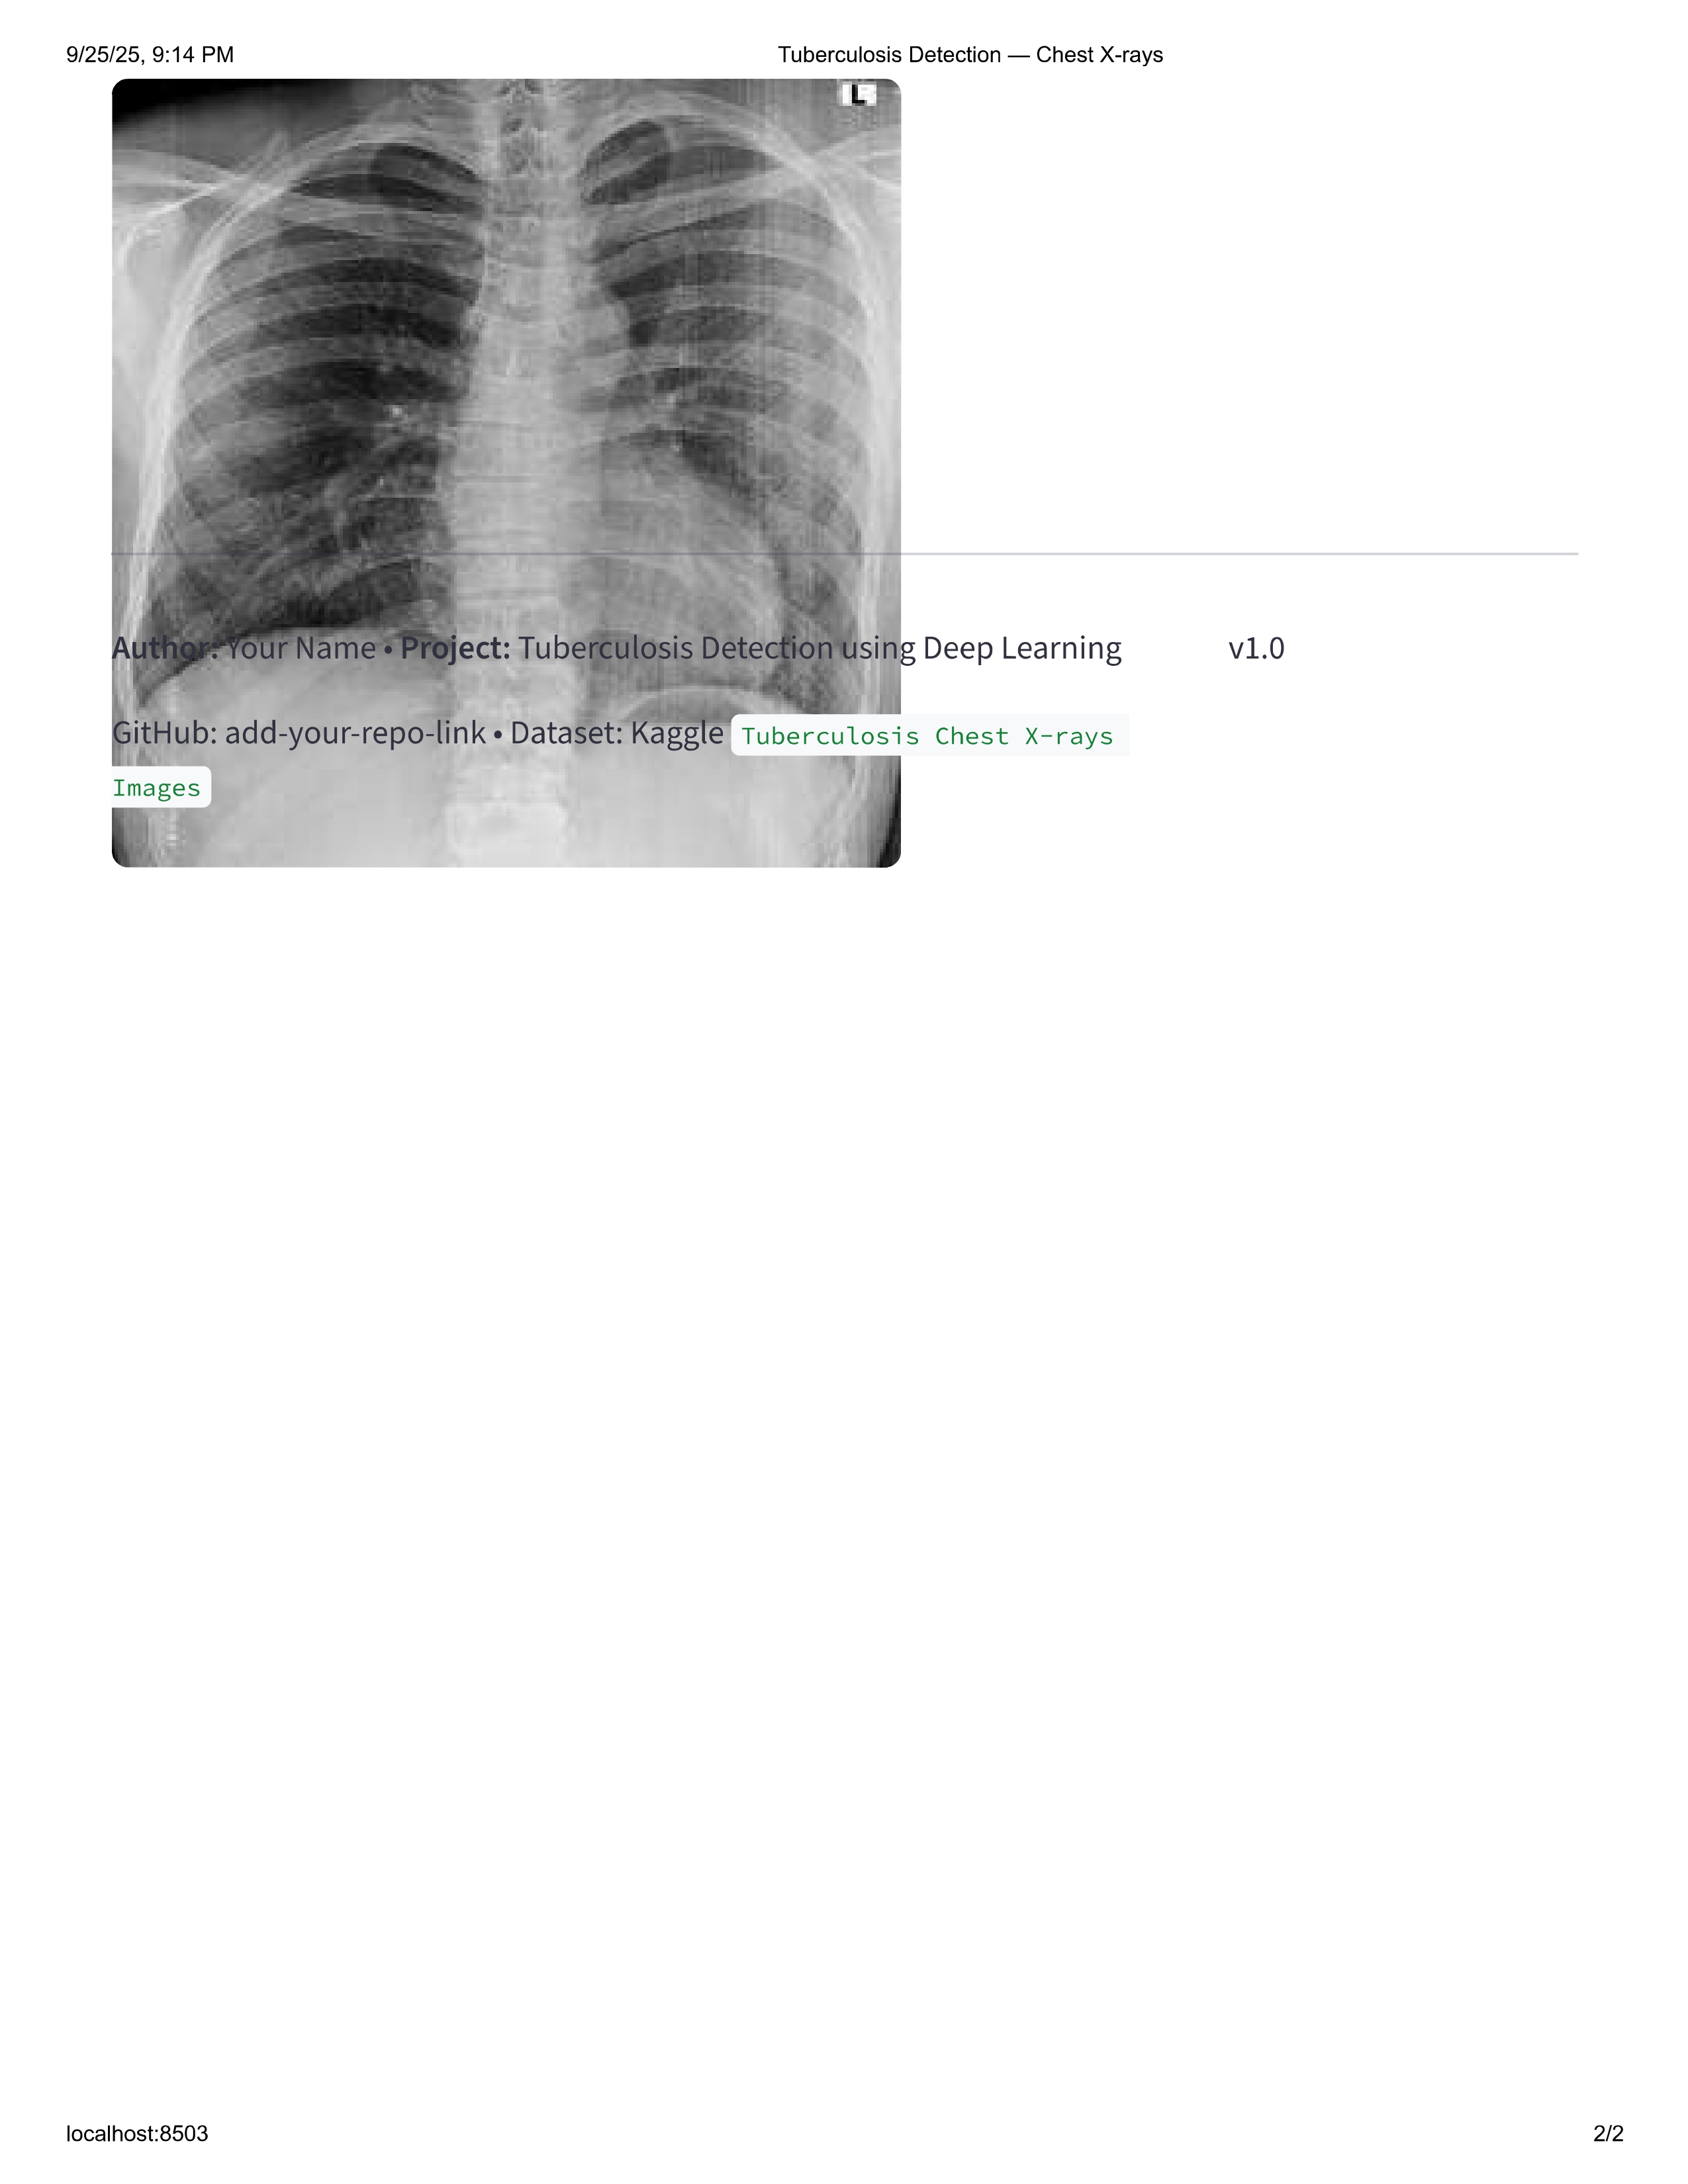 9/25/25, 9:14 PM
Tuberculosis Detection — Chest X-rays
L
Author: Your Name • Project: Tuberculosis Detection using Deep Learning
v1.0
GitHub: add-your-repo-link • Dataset: Kaggle Tuberculosis Chest X-rays
Images
localhost:8503
2/2